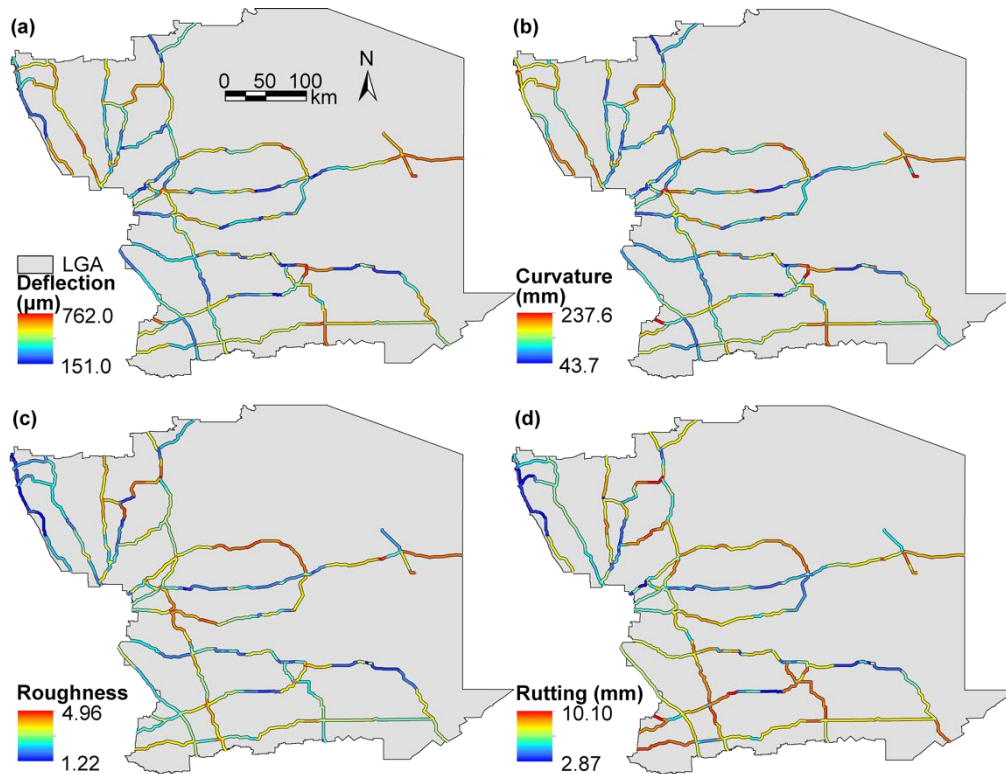 (a)
N
0 50 100
km
LGA
Deflection
(µm)
762.0
151.0
(b)
Curvature
(mm)
237.6
43.7
(c)
Roughness
4.96
1.22
(d)
Rutting (mm)
10.10
2.87